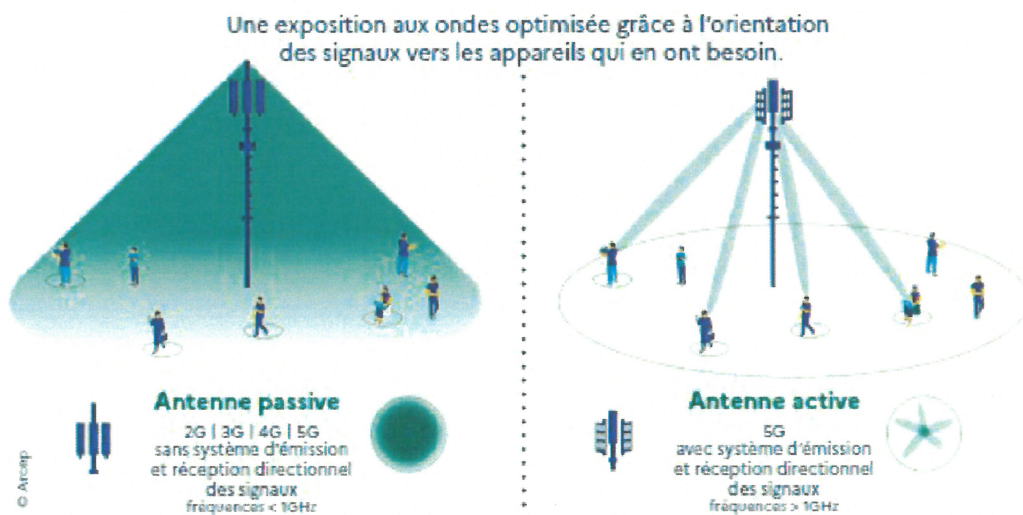 Une exposition aux ondes optimisée grâce à l'orientation
des signaux vers les appareils qui en ont besoin.
Antenne passive
2G | 3G | 4G | 5G
sans système d'émission
et réception directionnel
des signaux
fréquences < 1GHz
Antenne active
5G
avec système d'émission
et réception directionnel
des signaux
fréquences > 1GHz
© Arcep